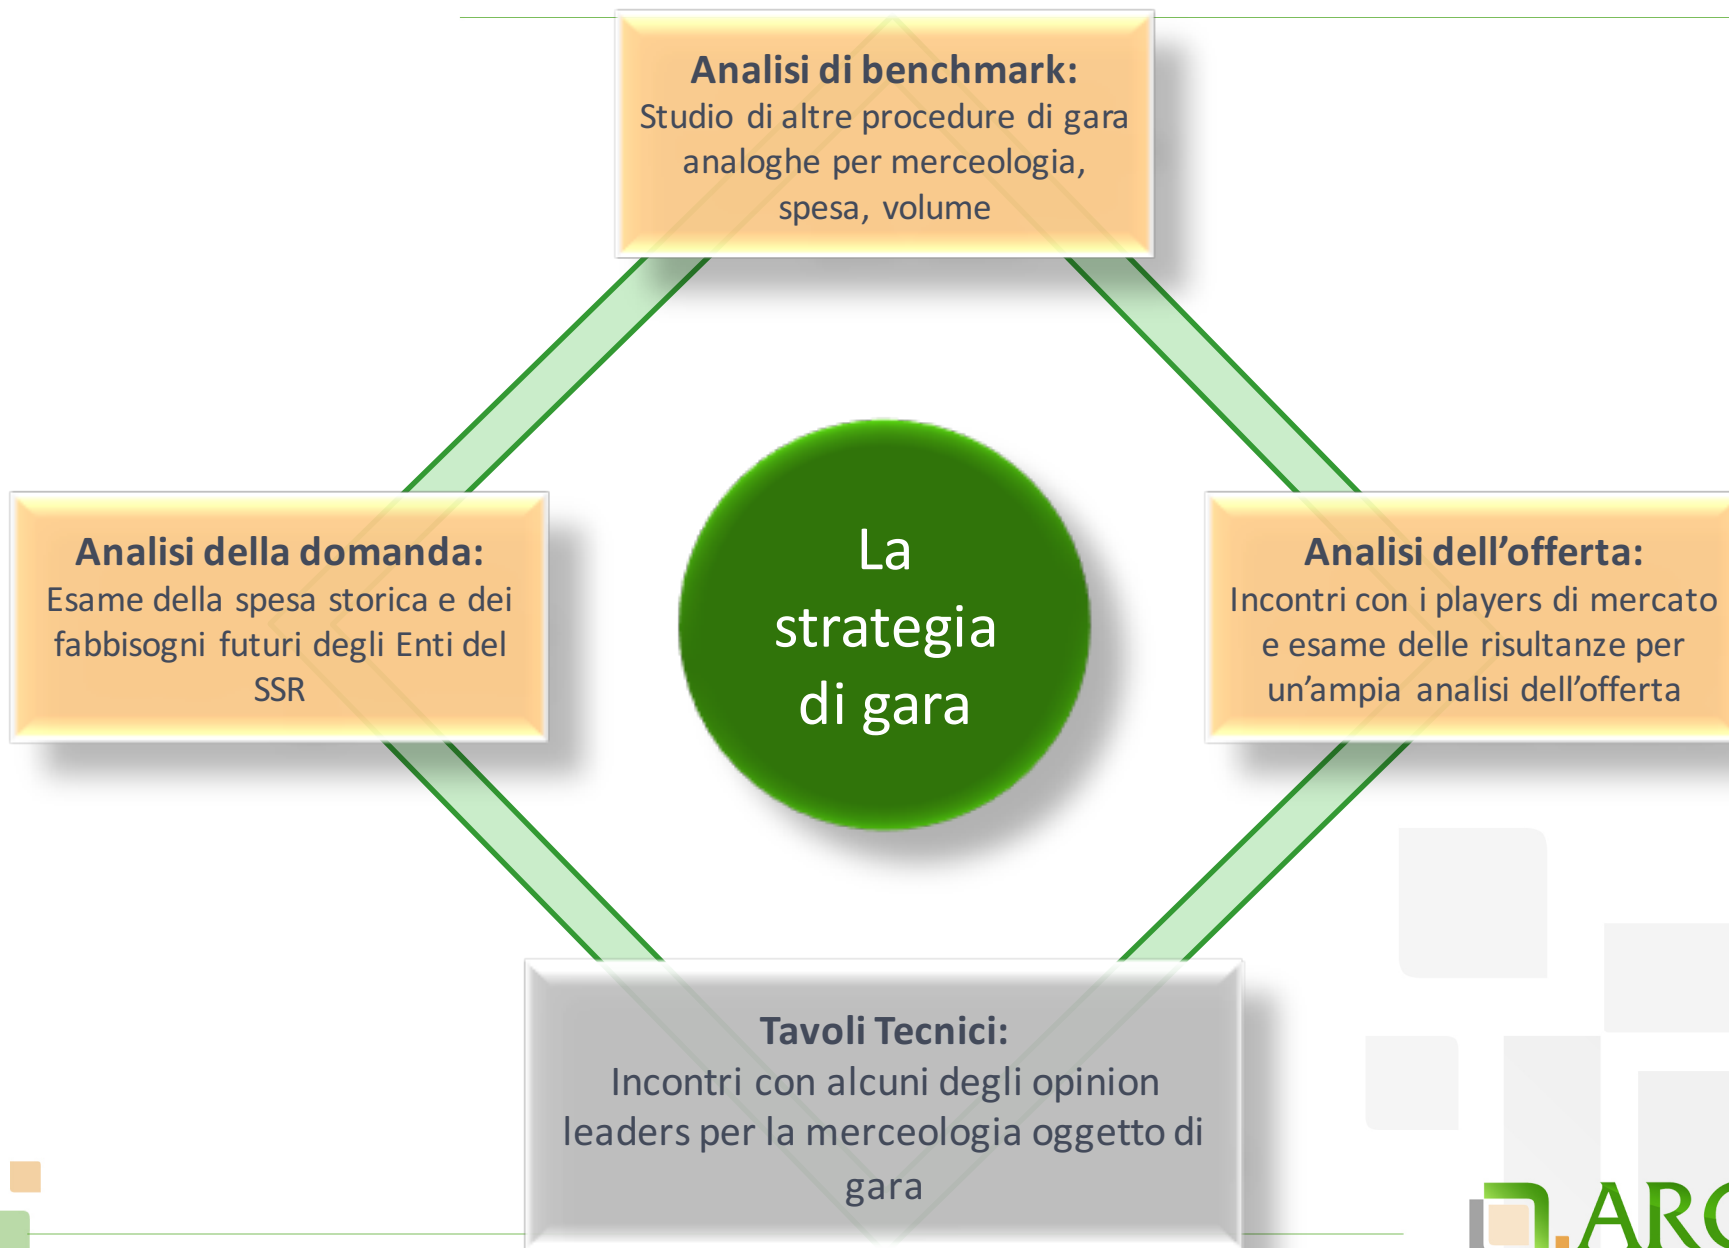 Analisi di benchmark:
Studio di altre procedure di gara
analoghe per merceologia,
spesa, volume
Analisi della domanda:
Esame della spesa storica e dei
fabbisogni futuri degli Enti del
SSR
La
strategia
di gara
Analisi dell’offerta:
Incontri con i players di mercato
e esame delle risultanze per
un’ampia analisi dell’offerta
Tavoli Tecnici:
Incontri con alcuni degli opinion
leaders per la merceologia oggetto di
gara